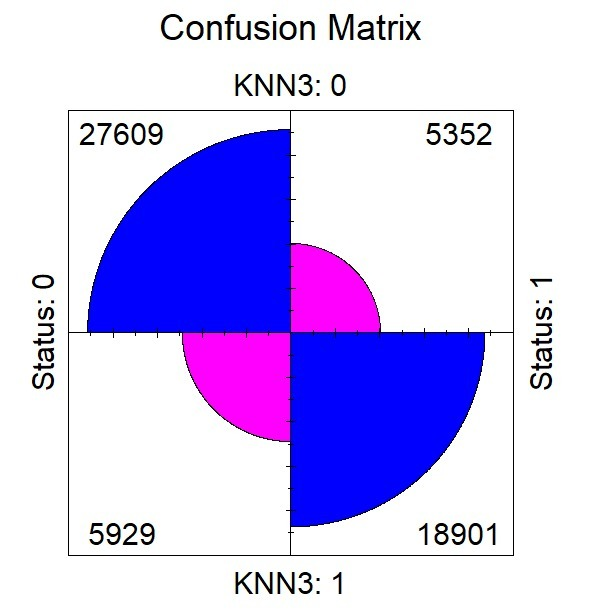 Confusion Matrix
KNN3: 0
27609
5352
Status: 0
Status: 1
5929
18901
KNN3: 1